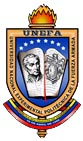 UNEFA
UNIVERSIDAD NACIONAL EXPERIMENTAL POLITECNICA DE LA FUERZA ARMADA